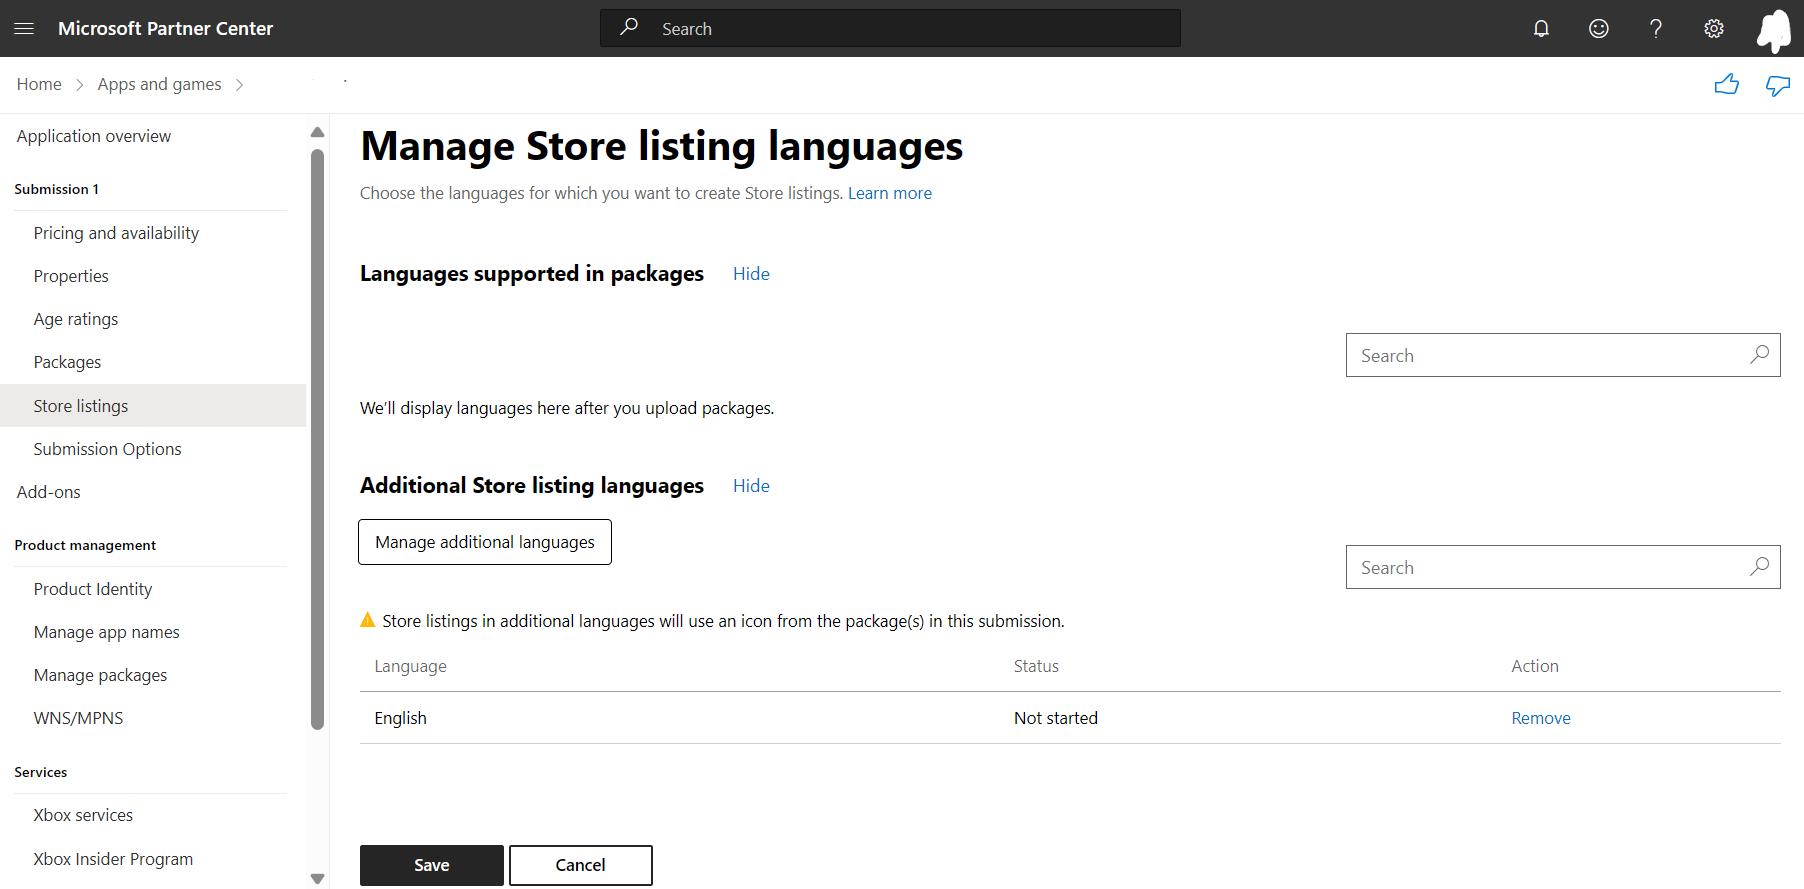 Microsoft Partner Center
Search
Home > Apps and games >
Application overview
Submission 1
Pricing and availability
Properties
Age ratings
Packages
Store listings
Submission Options
Add-ons
Product management
Product Identity
Manage app names
Manage packages
WNS/MPNS
Services
Xbox services
Xbox Insider Program
Manage Store listing languages
Choose the languages for which you want to create Store listings. Learn more
Languages supported in packages Hide
Search
We'll display languages here after you upload packages.
Additional Store listing languages Hide
Manage additional languages
Search
Store listings in additional languages will use an icon from the package(s) in this submission.
Language Status Action
English Not started Remove
Save Cancel